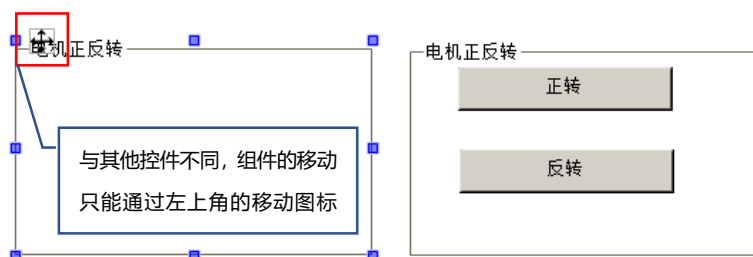 电机正反转
与其他控件不同，组件的移动
只能通过左上角的移动图标
电机正反转
正转
反转